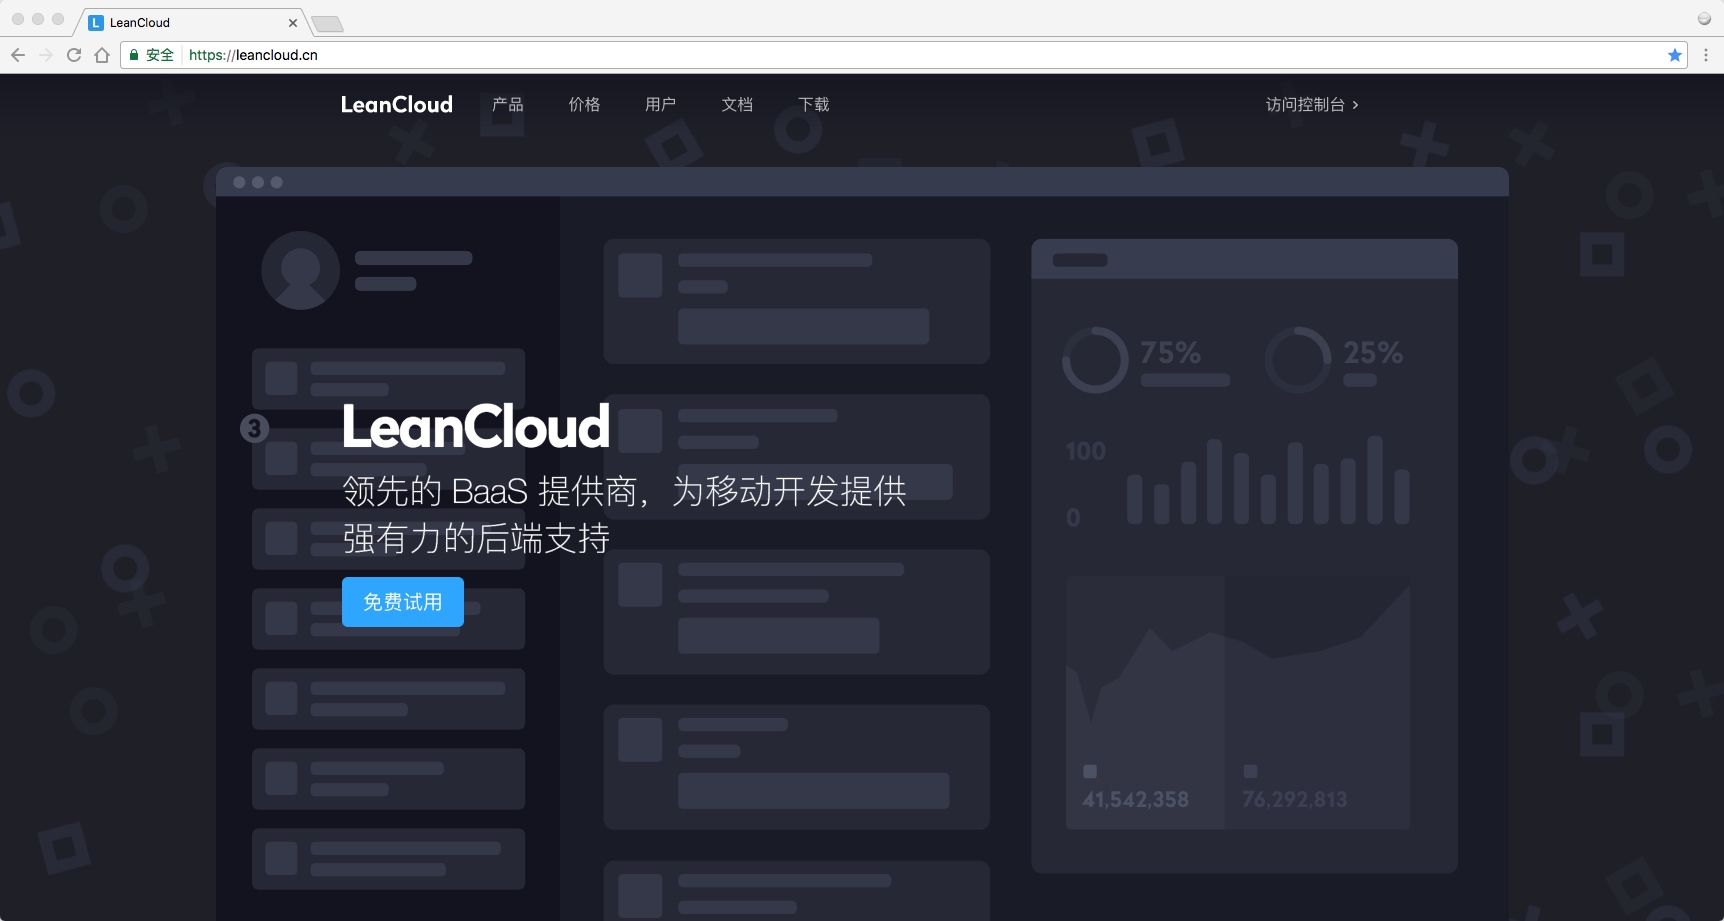 L LeanCloud
安全 https://leancloud.cn
LeanCloud 产品 价格 用户 文档 下载 访问控制台
75% 25%
3
LeanCloud
100
领先的 BaaS 提供商，为移动开发提供
0
强有力的后端支持
免费试用
41,542,358 76,292,813